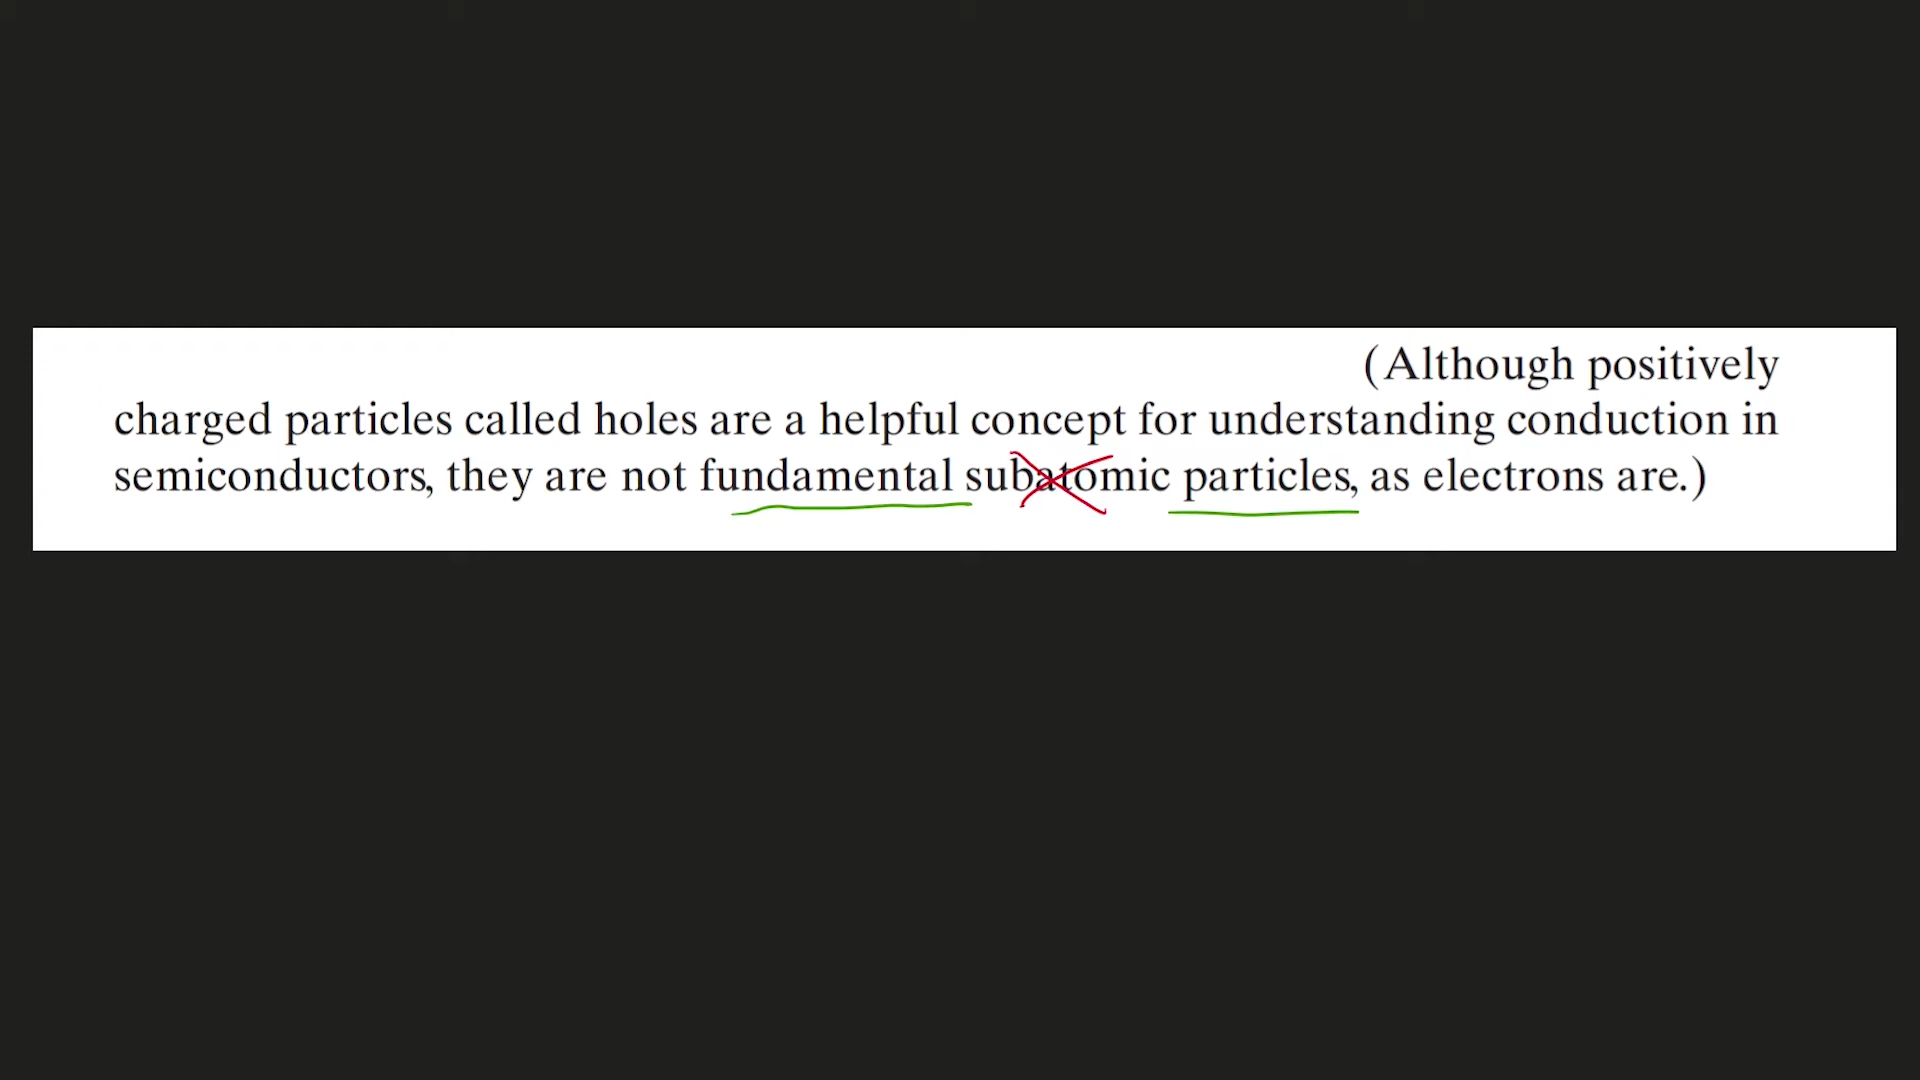 (Although positively
charged particles called holes are a helpful concept for understanding conduction in
semiconductors, they are not fundamental subatomic particles, as electrons are.)